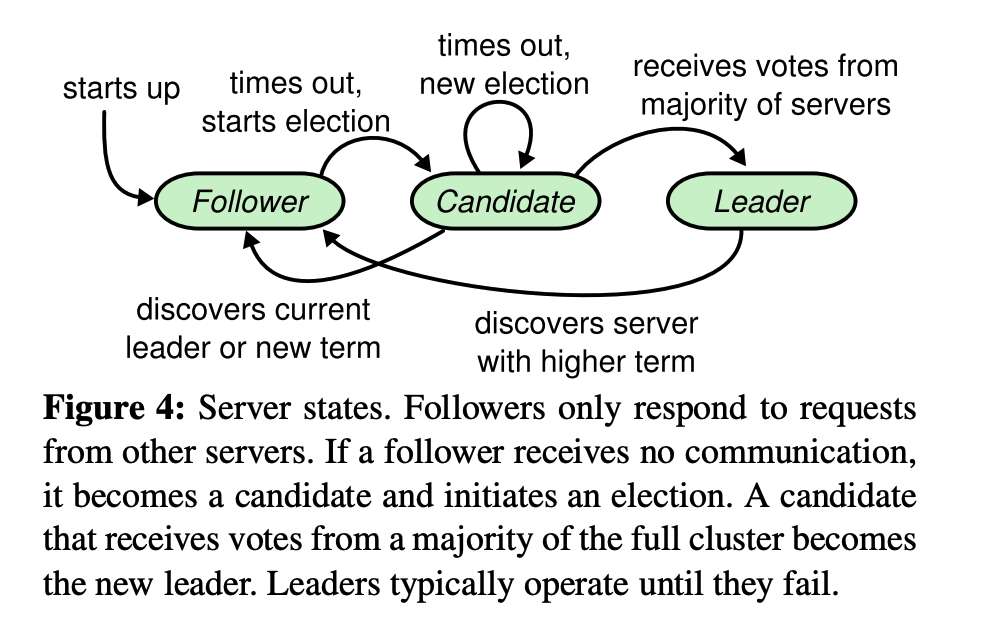 starts up
times out,
starts election
times out,
new election
receives votes from
majority of servers
Follower
Candidate
Leader
discovers current
leader or new term
discovers server
with higher term
Figure 4: Server states. Followers only respond to requests
from other servers. If a follower receives no communication,
it becomes a candidate and initiates an election. A candidate
that receives votes from a majority of the full cluster becomes
the new leader. Leaders typically operate until they fail.